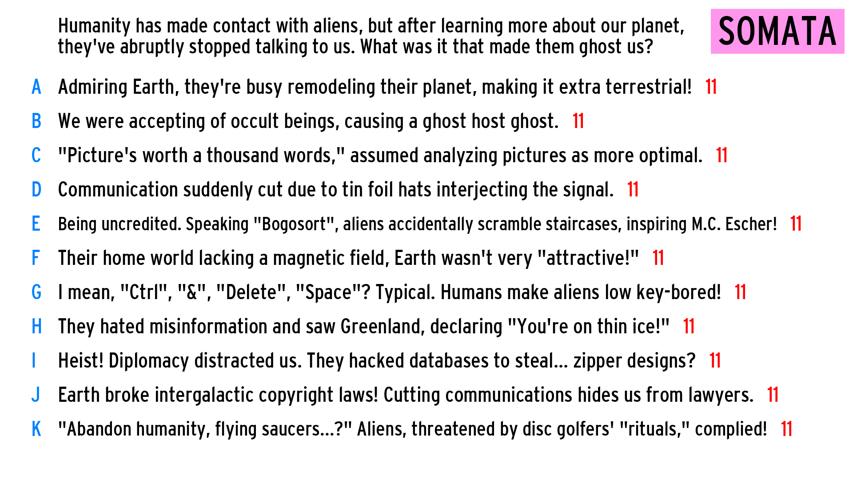 Humanity has made contact with aliens, but after learning more about our planet,
they've abruptly stopped talking to us. What was it that made them ghost us?
SOMATA
A Admiring Earth, they're busy remodeling their planet, making it extra terrestrial! 11
B We were accepting of occult beings, causing a ghost host ghost. 11
C "Picture's worth a thousand words," assumed analyzing pictures as more optimal. 11
D Communication suddenly cut due to tin foil hats interjecting the signal. 11
E Being uncredited. Speaking "Bogosort", aliens accidentally scramble staircases, inspiring M.C. Escher! 11
F Their home world lacking a magnetic field, Earth wasn't very "attractive!" 11
G I mean, "Ctrl", "&", "Delete", "Space"? Typical. Humans make aliens low key-bored! 11
H They hated misinformation and saw Greenland, declaring "You're on thin ice!" 11
I Heist! Diplomacy distracted us. They hacked databases to steal... zipper designs? 11
J Earth broke intergalactic copyright laws! Cutting communications hides us from lawyers. 11
K "Abandon humanity, flying saucers...?" Aliens, threatened by disc golfers' "rituals," complied! 11